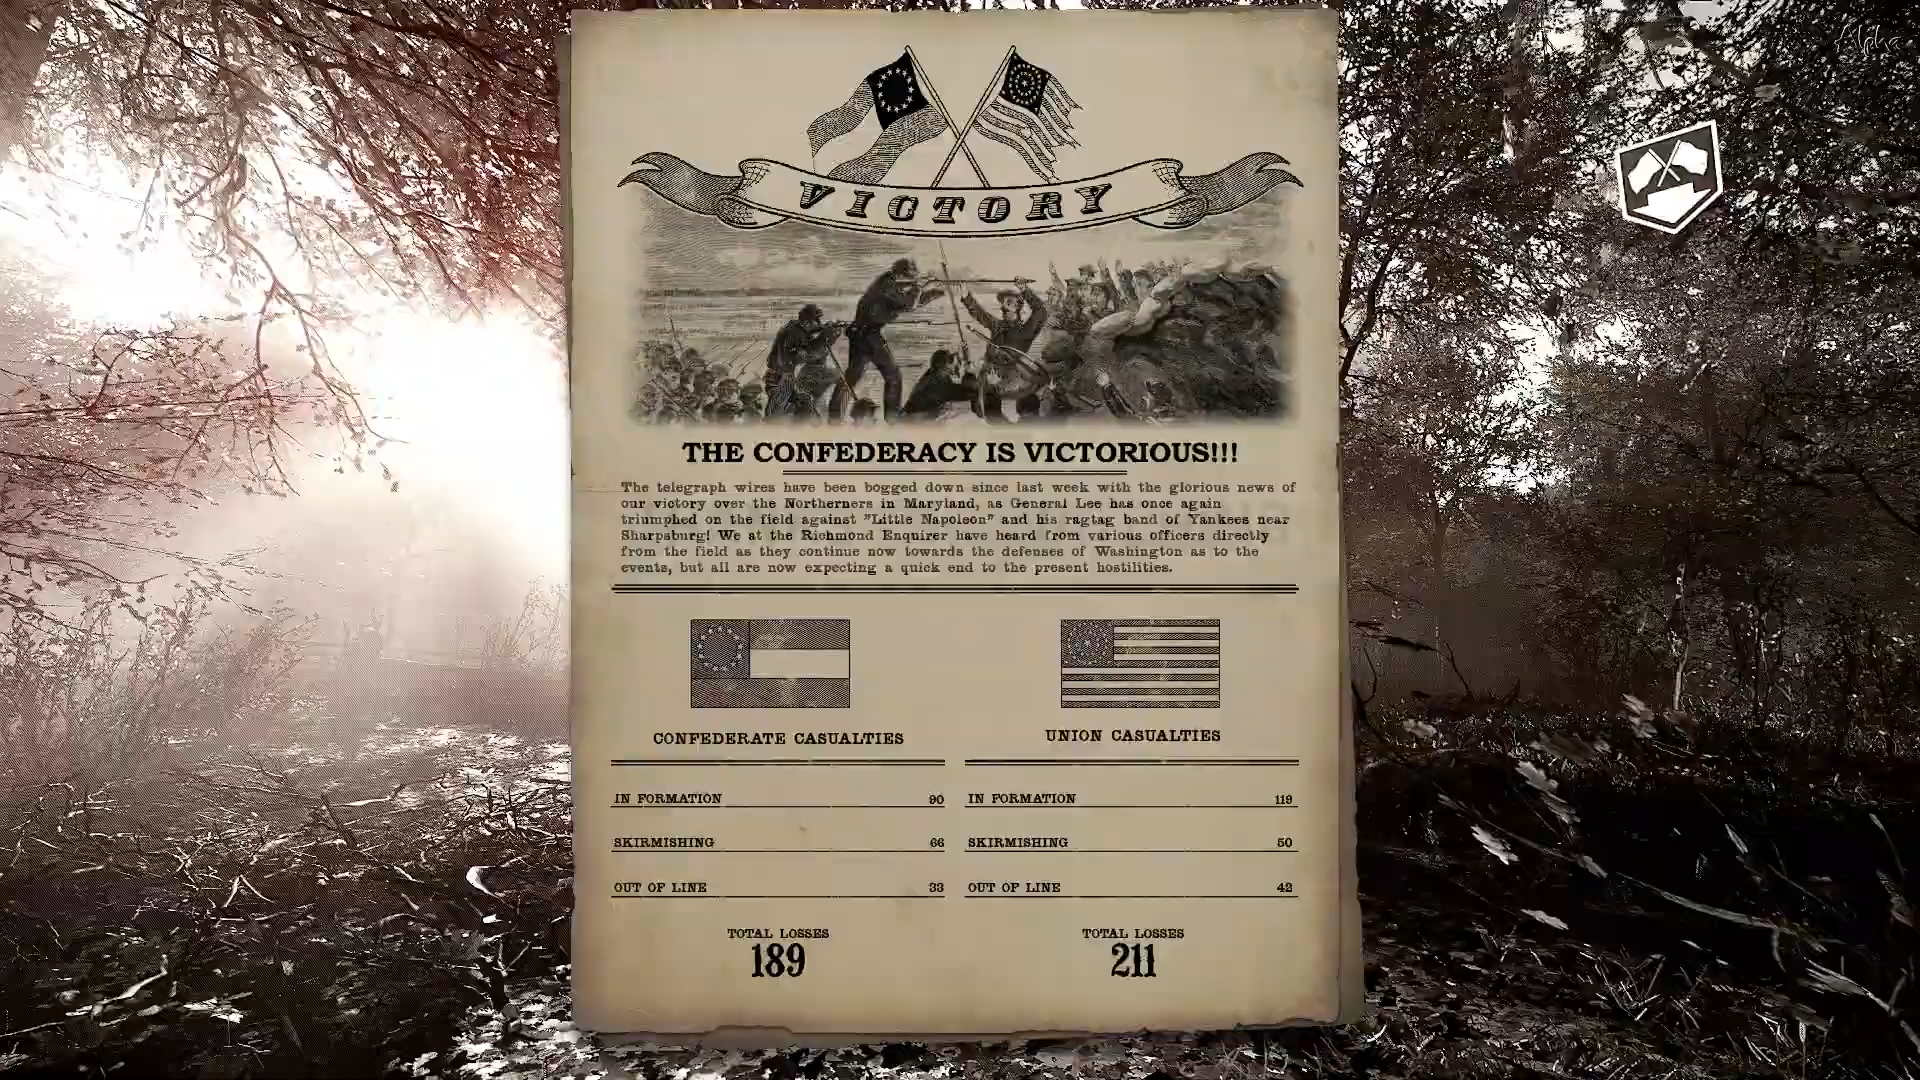 Alpha
VICTORY
THE CONFEDERACY IS VICTORIOUS!!!
The telegraph wires have been bogged down since last week with the glorious news of
our victory over the Northerners in Maryland, as General Lee has once again
triumphed on the field against "Little Napoleon" and his ragtag band of Yankees near
Sharpsburg! We at the Richmond Enquirer have heard from various officers directly
from the field as they continue now towards the defenses of Washington as to the
events, but all are now expecting a quick end to the present hostilities.
CONFEDERATE CASUALTIES
IN FORMATION 90
SKIRMISHING 66
OUT OF LINE 33
TOTAL LOSSES
189
UNION CASUALTIES
IN FORMATION 119
SKIRMISHING 50
OUT OF LINE 42
TOTAL LOSSES
211